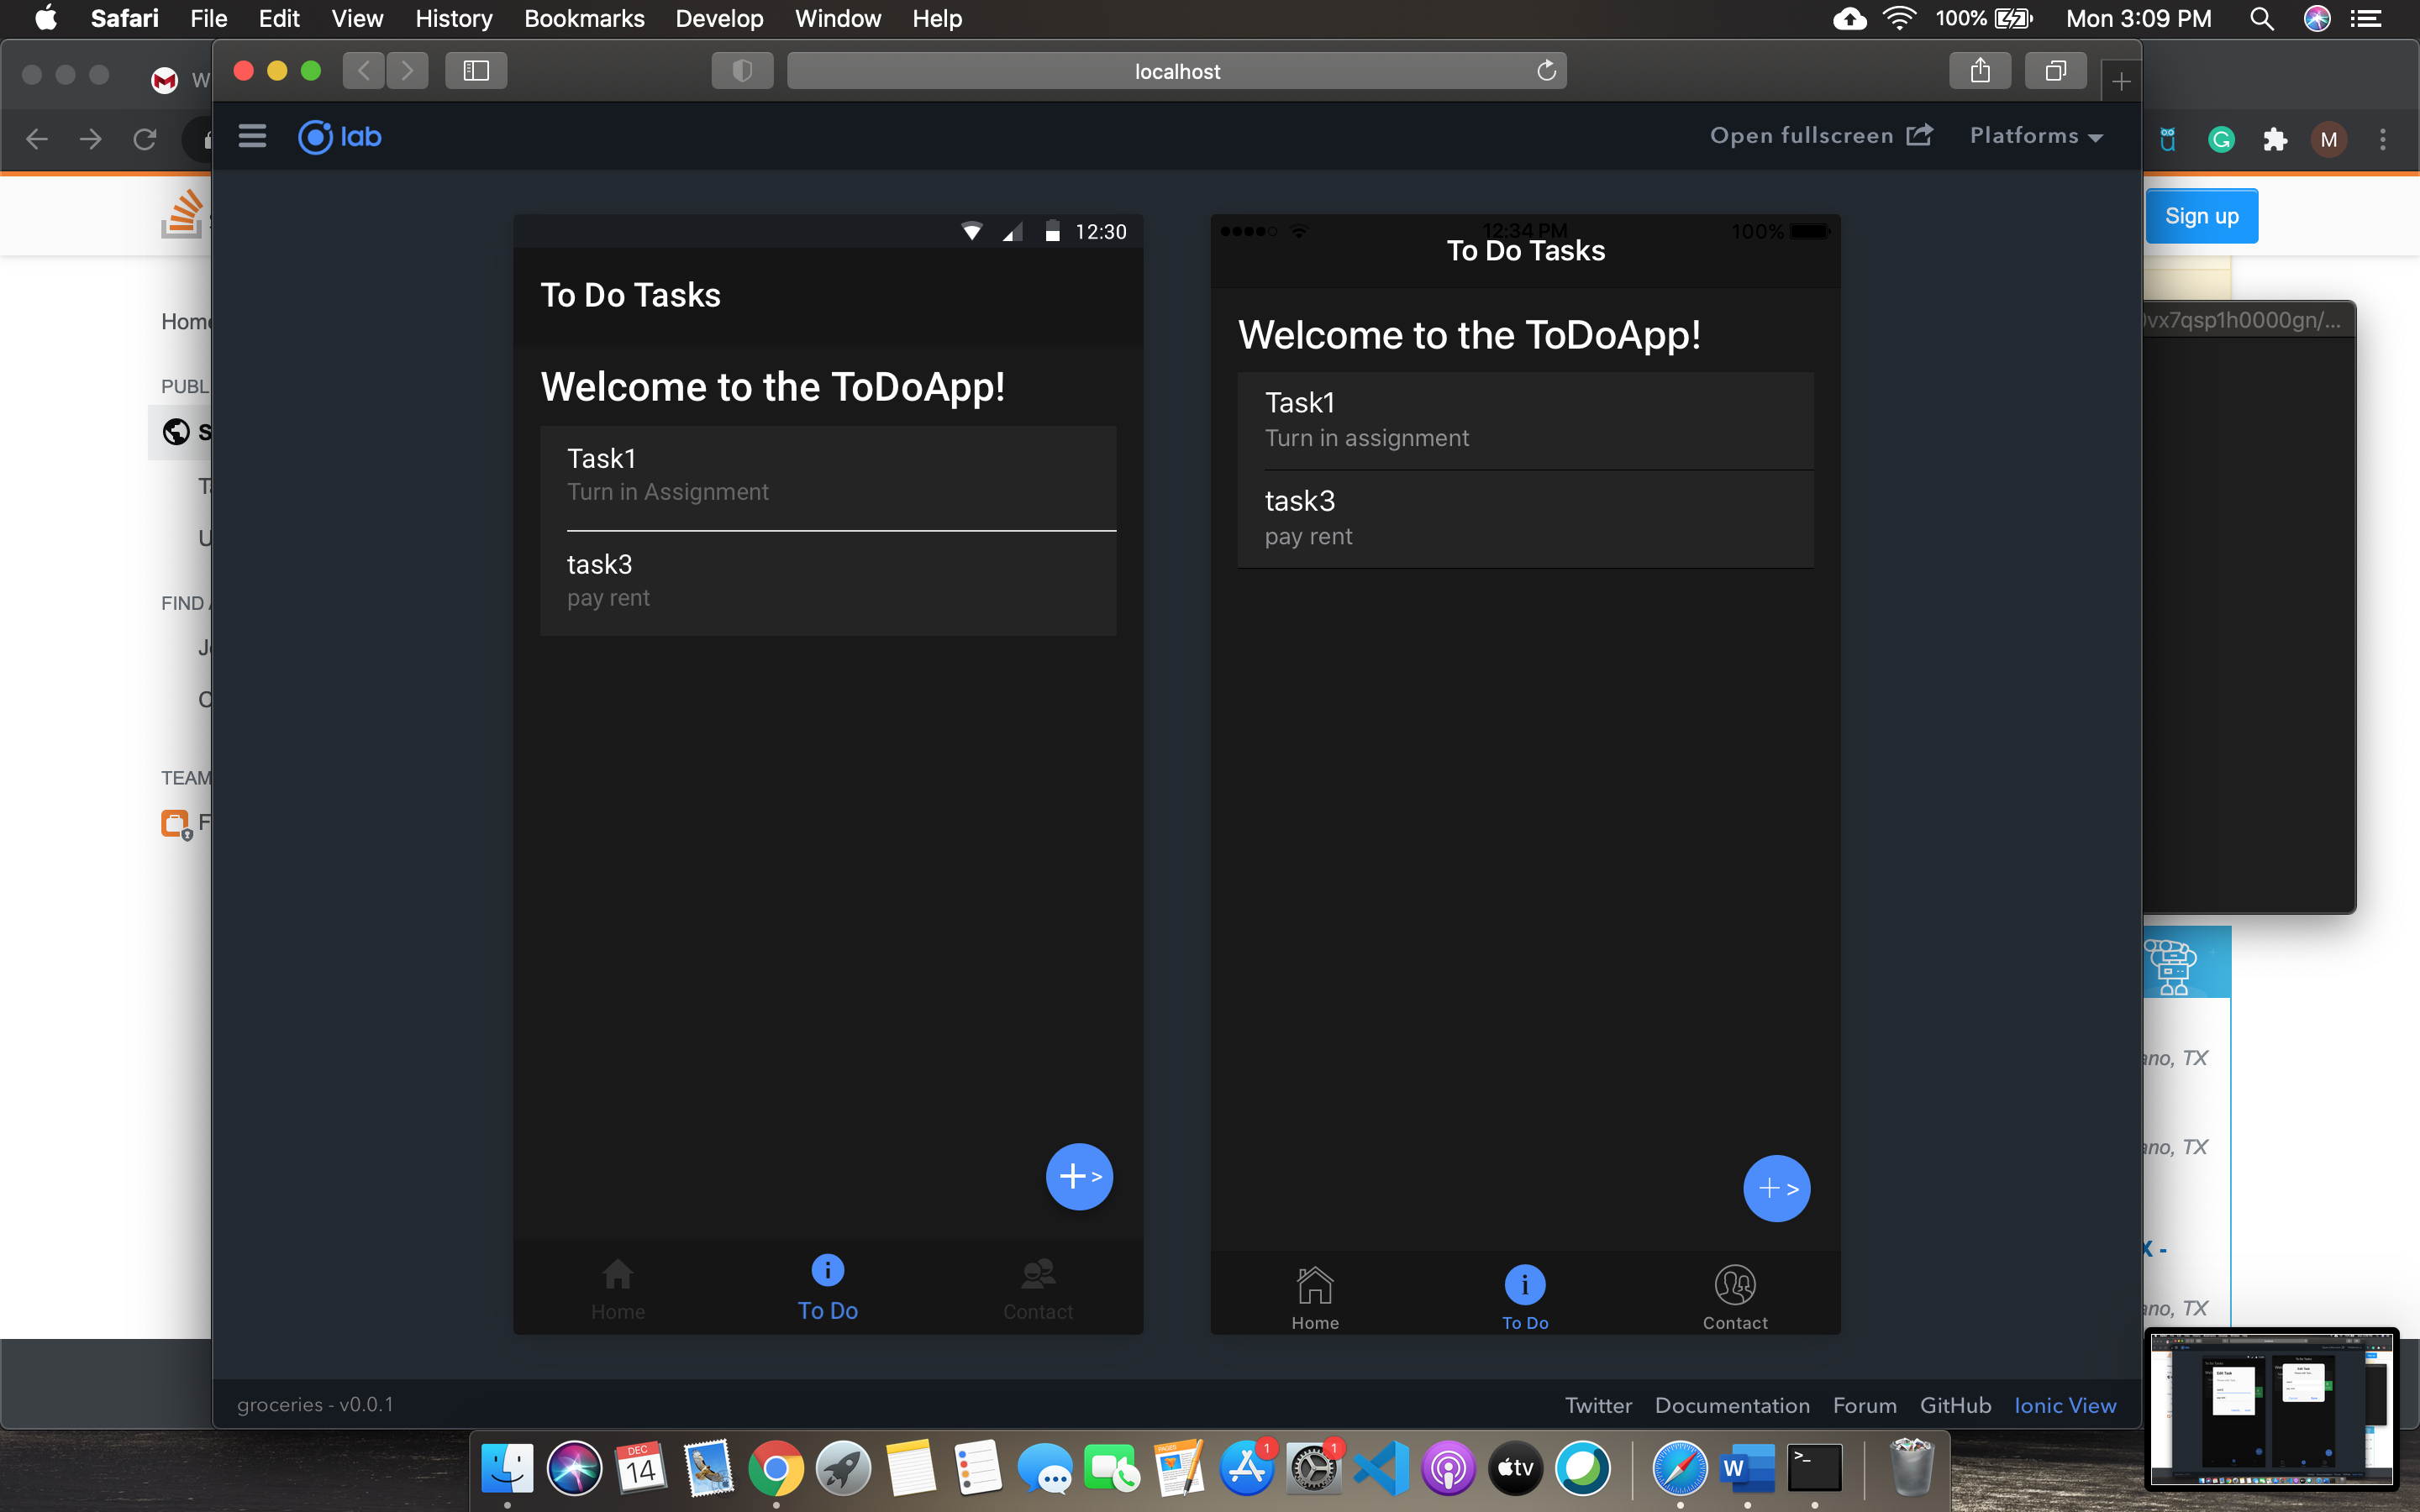 Safari File Edit View History Bookmarks Develop Window Help 100% Mon 3:09 PM
localhost
lab
Open fullscreen Platforms
M
Sign up
Home
PUBL
S
FIND
TEAM
F
12:30
To Do Tasks
Welcome to the ToDoApp!
Task1
Turn in Assignment
task3
pay rent
+ >
Home To Do Contact
12:34 PM 100%
To Do Tasks
Welcome to the ToDoApp!
Task1
Turn in assignment
task3
pay rent
+ >
Home To Do Contact
vx7qsp1h0000gn/...
ano, TX
ano, TX
X -
ano, TX
groceries - v0.0.1
Twitter Documentation Forum GitHub Ionic View
DEC
14
PAGES
1
1
tv
W
>_